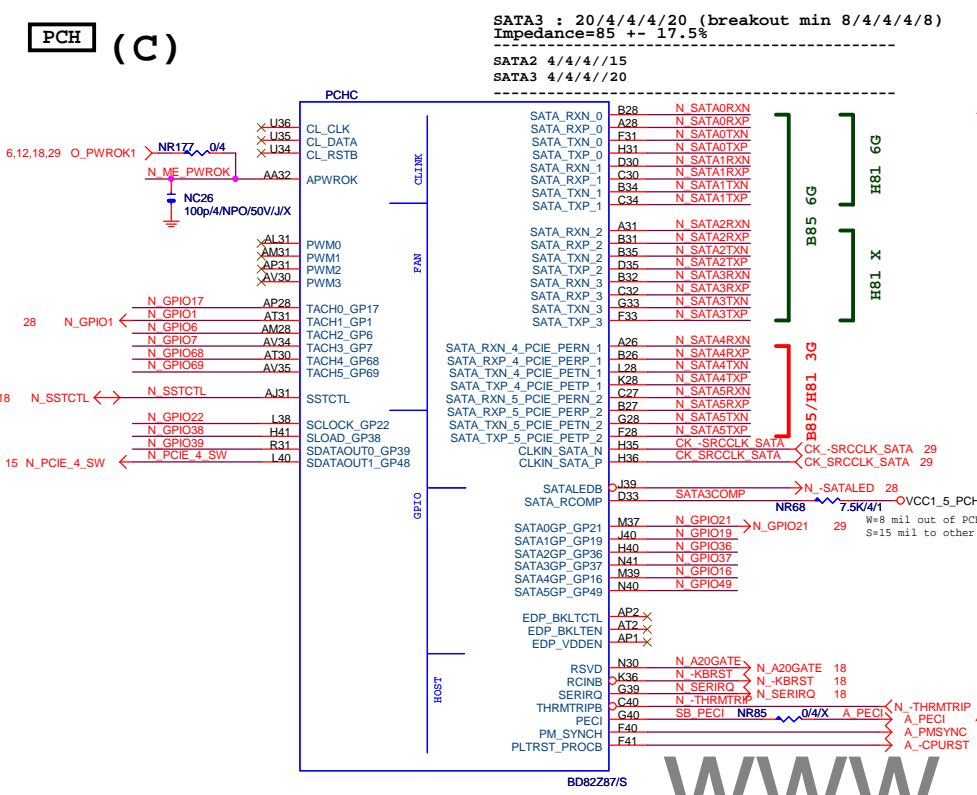 PCH (C)
SATA3 : 20/4/4/4/20 (breakout min 8/4/4/4/8)
Impedance=85 +- 17.5%
SATA2 4/4/4//15
SATA3 4/4/4//20
PCHC
U36 CL_CLK
U35 CL_DATA
U34 CL_RSTB
6,12,18,29 O_PWROK1 NR177 0/4
N_ME_PWROK AA32 APWROK
NC26
100p/4/NPO/50V/J/X
CLINK
AL31 PWM0
AM31 PWM1
AP31 PWM2
AV30 PWM3
FAN
N_GPIO17 AP28 TACH0_GP17
28 N_GPIO1 N_GPIO1 AT31 TACH1_GP1
N_GPIO6 AM28 TACH2_GP6
N_GPIO7 AV34 TACH3_GP7
N_GPIO68 AT30 TACH4_GP68
N_GPIO69 AV35 TACH5_GP69
18 N_SSTCTL N_SSTCTL AJ31 SSTCTL
N_GPIO22 L38 SCLOCK_GP22
N_GPIO38 H41 SLOAD_GP38
N_GPIO39 R31 SDATAOUT0_GP39
15 N_PCIE_4_SW N_PCIE_4_SW L40 SDATAOUT1_GP48
GPIO
HOST
SATA_RXN_0 B28 N_SATA0RXN
SATA_RXP_0 A28 N_SATA0RXP
SATA_TXN_0 F31 N_SATA0TXN
SATA_TXP_0 H31 N_SATA0TXP
SATA_RXN_1 D30 N_SATA1RXN
SATA_RXP_1 C30 N_SATA1RXP
SATA_TXN_1 B34 N_SATA1TXN
SATA_TXP_1 C34 N_SATA1TXP
SATA_RXN_2 A31 N_SATA2RXN
SATA_RXP_2 B31 N_SATA2RXP
SATA_TXN_2 B35 N_SATA2TXN
SATA_TXP_2 D35 N_SATA2TXP
SATA_RXN_3 B32 N_SATA3RXN
SATA_RXP_3 C32 N_SATA3RXP
SATA_TXN_3 G33 N_SATA3TXN
SATA_TXP_3 F33 N_SATA3TXP
B85 6G
H81 6G
H81 X
SATA_RXN_4_PCIE_PERN_1 A26 N_SATA4RXN
SATA_RXP_4_PCIE_PERP_1 B26 N_SATA4RXP
SATA_TXN_4_PCIE_PETN_1 L28 N_SATA4TXN
SATA_TXP_4_PCIE_PETP_1 K28 N_SATA4TXP
SATA_RXN_5_PCIE_PERN_2 C27 N_SATA5RXN
SATA_RXP_5_PCIE_PERP_2 B27 N_SATA5RXP
SATA_TXN_5_PCIE_PETN_2 G28 N_SATA5TXN
SATA_TXP_5_PCIE_PETP_2 F28 N_SATA5TXP
B85/H81 3G
CLKIN_SATA_N H35 CK_-SRCCLK_SATA CK_-SRCCLK_SATA 29
CLKIN_SATA_P H36 CK_SRCCLK_SATA CK_SRCCLK_SATA 29
SATALEDB J39 N_-SATALED 28
SATA_RCOMP D33 SATA3COMP NR68 7.5K/4/1 VCC1_5_PCH
W=8 mil out of PC
S=15 mil to other
SATA0GP_GP21 M37 N_GPIO21 N_GPIO21 29
SATA1GP_GP19 J40 N_GPIO19
SATA2GP_GP36 H40 N_GPIO36
SATA3GP_GP37 N41 N_GPIO37
SATA4GP_GP16 M39 N_GPIO16
SATA5GP_GP49 N40 N_GPIO49
EDP_BKLTCTL AP2
EDP_BKLTEN AT2
EDP_VDDEN AP1
RSVD N30 N_A20GATE N_A20GATE 18
RCINB K36 N_-KBRST N_-KBRST 18
SERIRQ G39 N_SERIRQ N_SERIRQ 18
THRMTRIPB C40 N_-THRMTRIP N_-THRMTRIP
PECI G40 SB_PECI NR85 0/4/X A_PECI A_PECI
PM_SYNCH F40 A_PMSYNC
PLTRST_PROCB F41 A_-CPURST
BD82Z87/S
WWW